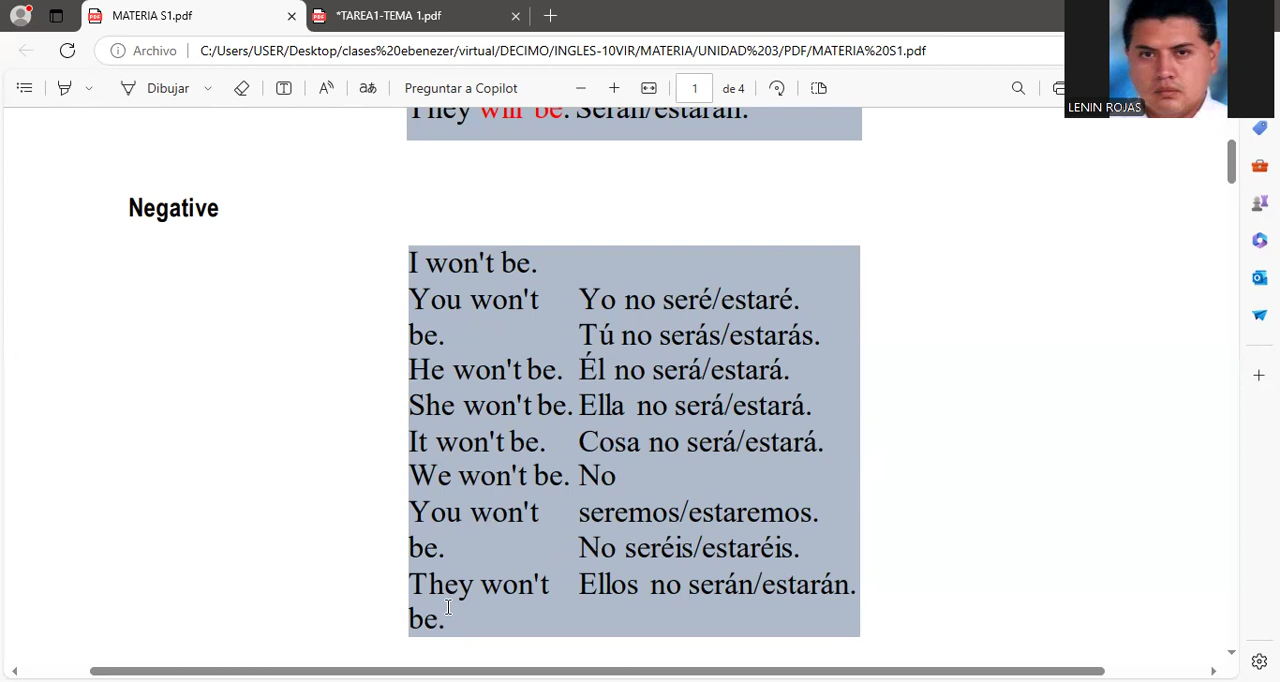 MATERIA S1.pdf
*TAREA1-TEMA 1.pdf
Archivo
C:/Users/USER/Desktop/clases%20ebenezer/virtual/DECIMO/INGLES-10VIR/MATERIA/UNIDAD%203/PDF/MATERIA%20S1.pdf
Dibujar
aあ
Preguntar a Copilot
1
de 4
LENIN ROJAS
They will be. Serán/estarán.
Negative
I won't be.
You won't Yo no seré/estaré.
be. Tú no serás/estarás.
He won't be. Él no será/estará.
She won't be. Ella no será/estará.
It won't be. Cosa no será/estará.
We won't be. No
You won't seremos/estaremos.
be. No seréis/estaréis.
They won't Ellos no serán/estarán.
be.